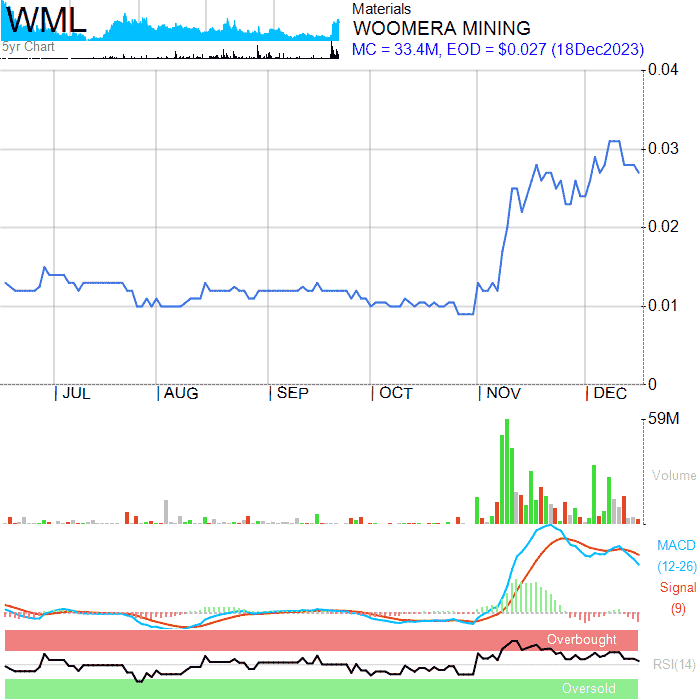 WML
5yr Chart
Materials
WOOMERA MINING
MC = 33.4M, EOD = $0.027 (18Dec2023)
0.04
0.03
0.02
0.01
0
JUL AUG SEP OCT NOV DEC
59M
Volume
MACD
(12-26)
Signal
(9)
Overbought
RSI(14)
Oversold